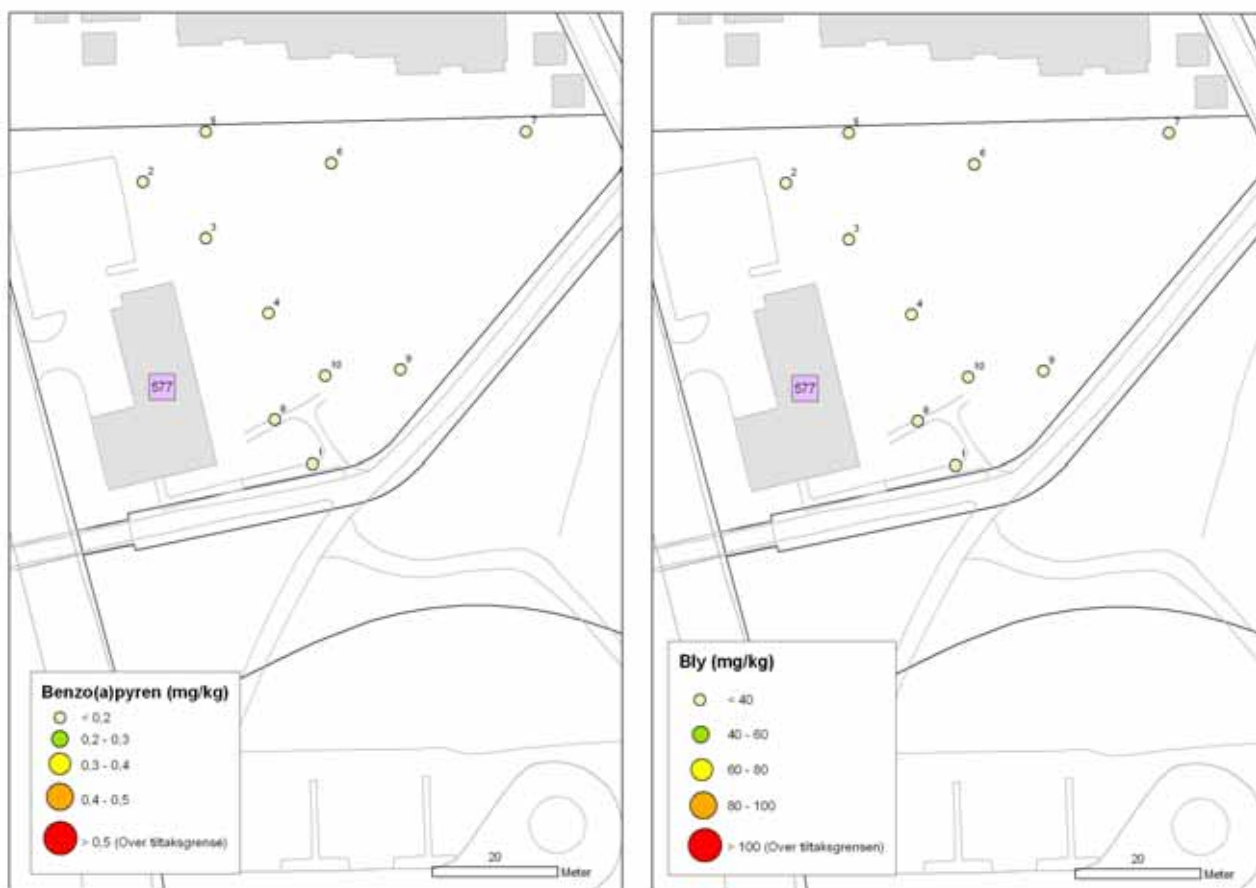 5
7
6
2
3
4
10
9
577
8
1
Benzo(a)pyren (mg/kg)
< 0,2
0,2 - 0,3
0,3 - 0,4
0,4 - 0,5
> 0,5 (Over tiltaksgrense)
20
Meter
5
7
6
2
3
4
10
9
577
8
1
Bly (mg/kg)
< 40
40 - 60
60 - 80
80 - 100
> 100 (Over tiltaksgrensen)
20
Meter